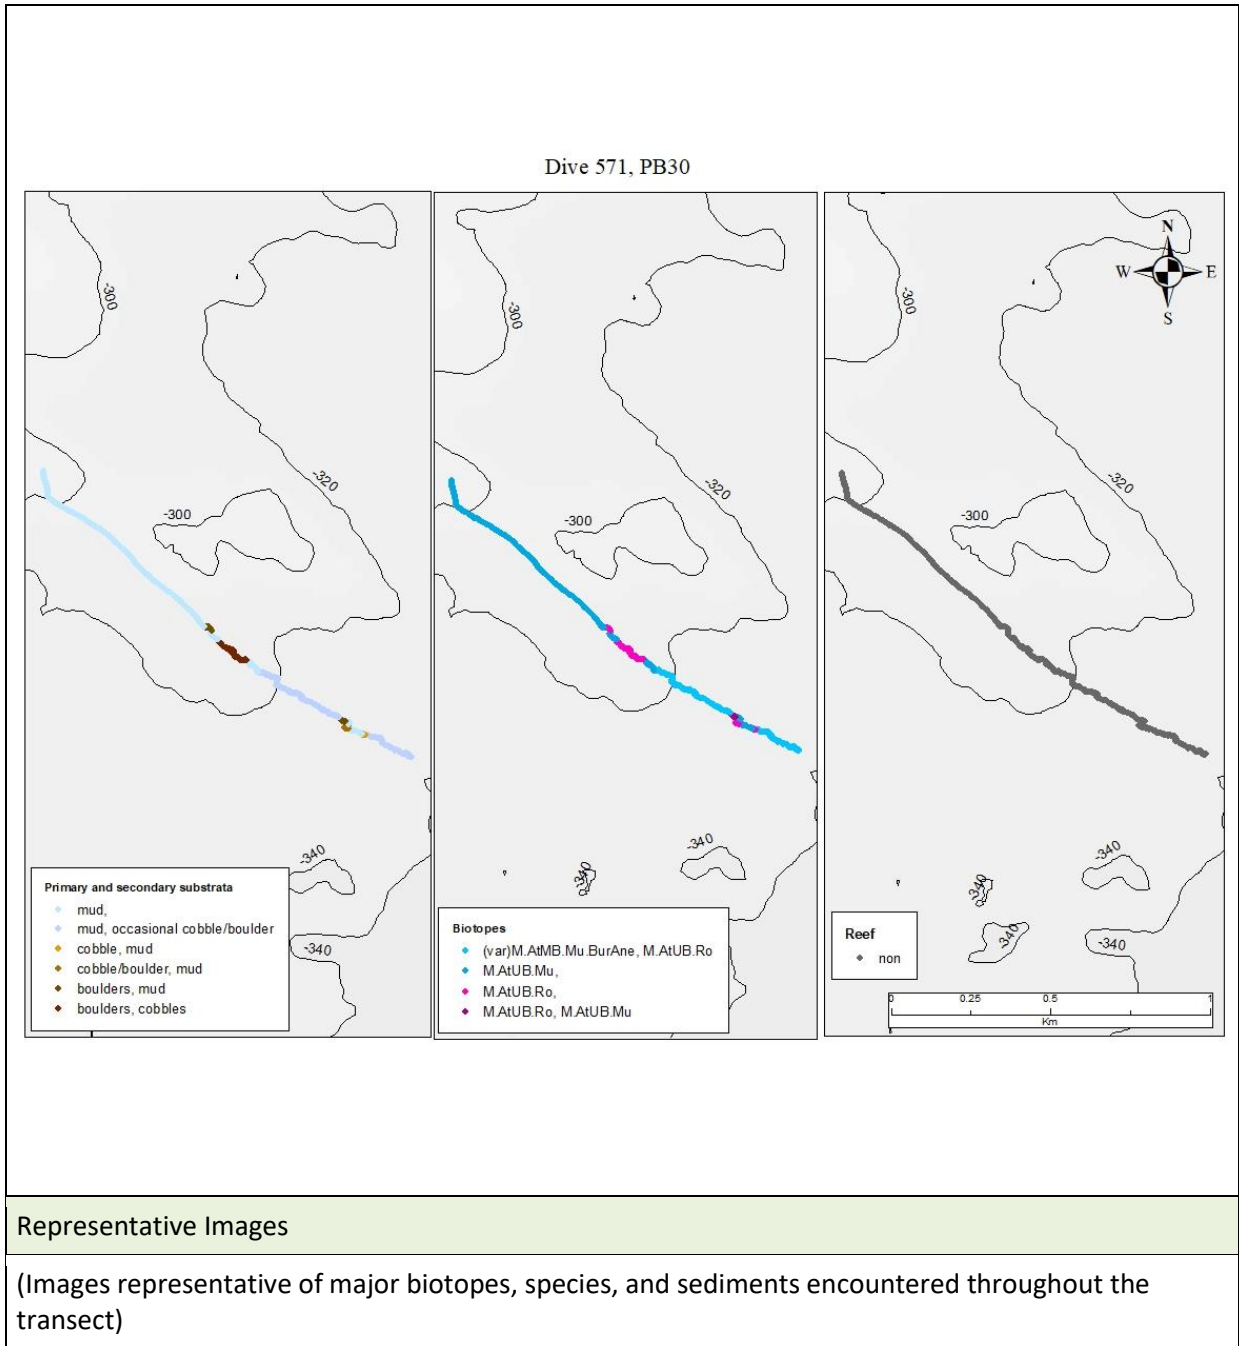 Dive 571, PB30
-300
-320
-300
-340
-340
Primary and secondary substrata
mud,
mud, occasional cobble/boulder
cobble, mud
cobble/boulder, mud
boulders, mud
boulders, cobbles
-300
-320
-300
-340
-340
Biotopes
(var)M.AtMB.Mu.BurAne, M.AtUB.Ro
M.AtUB.Mu,
M.AtUB.Ro,
M.AtUB.Ro, M.AtUB.Mu
N
W E
S
-300
-320
-300
-340
-340
-340
-340
Reef
non
0 0.25 0.5 1
Km
Representative Images
(Images representative of major biotopes, species, and sediments encountered throughout the
transect)